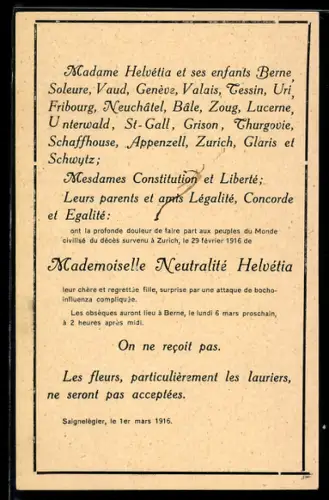 Madame Helvétia et ses enfants Berne,
Soleure, Vaud, Genève, Valais, Tessin, Uri,
Fribourg, Neuchâtel, Bâle, Zoug, Lucerne,
Unterwald, St-Gall, Grison, Thurgovie,
Schaffhouse, Appenzell, Zurich, Glaris et
Schwytz;
Mesdames Constitution et Liberté;
Leurs parents et amis Légalité, Concorde
et Egalité:
ont la profonde douleur de faire part aux peuples du Monde
civilisé du décès survenu à Zurich, le 29 février 1916 de
Mademoiselle Neutralité Helvétia
leur chère et regrettée fille, surprise par une attaque de bocho-
influenza compliquée.
Les obsèques auront lieu à Berne, le lundi 6 mars proschain,
à 2 heures après midi.
On ne reçoit pas.
Les fleurs, particulièrement les lauriers,
ne seront pas acceptées.
Saignelégier, le 1er mars 1916.